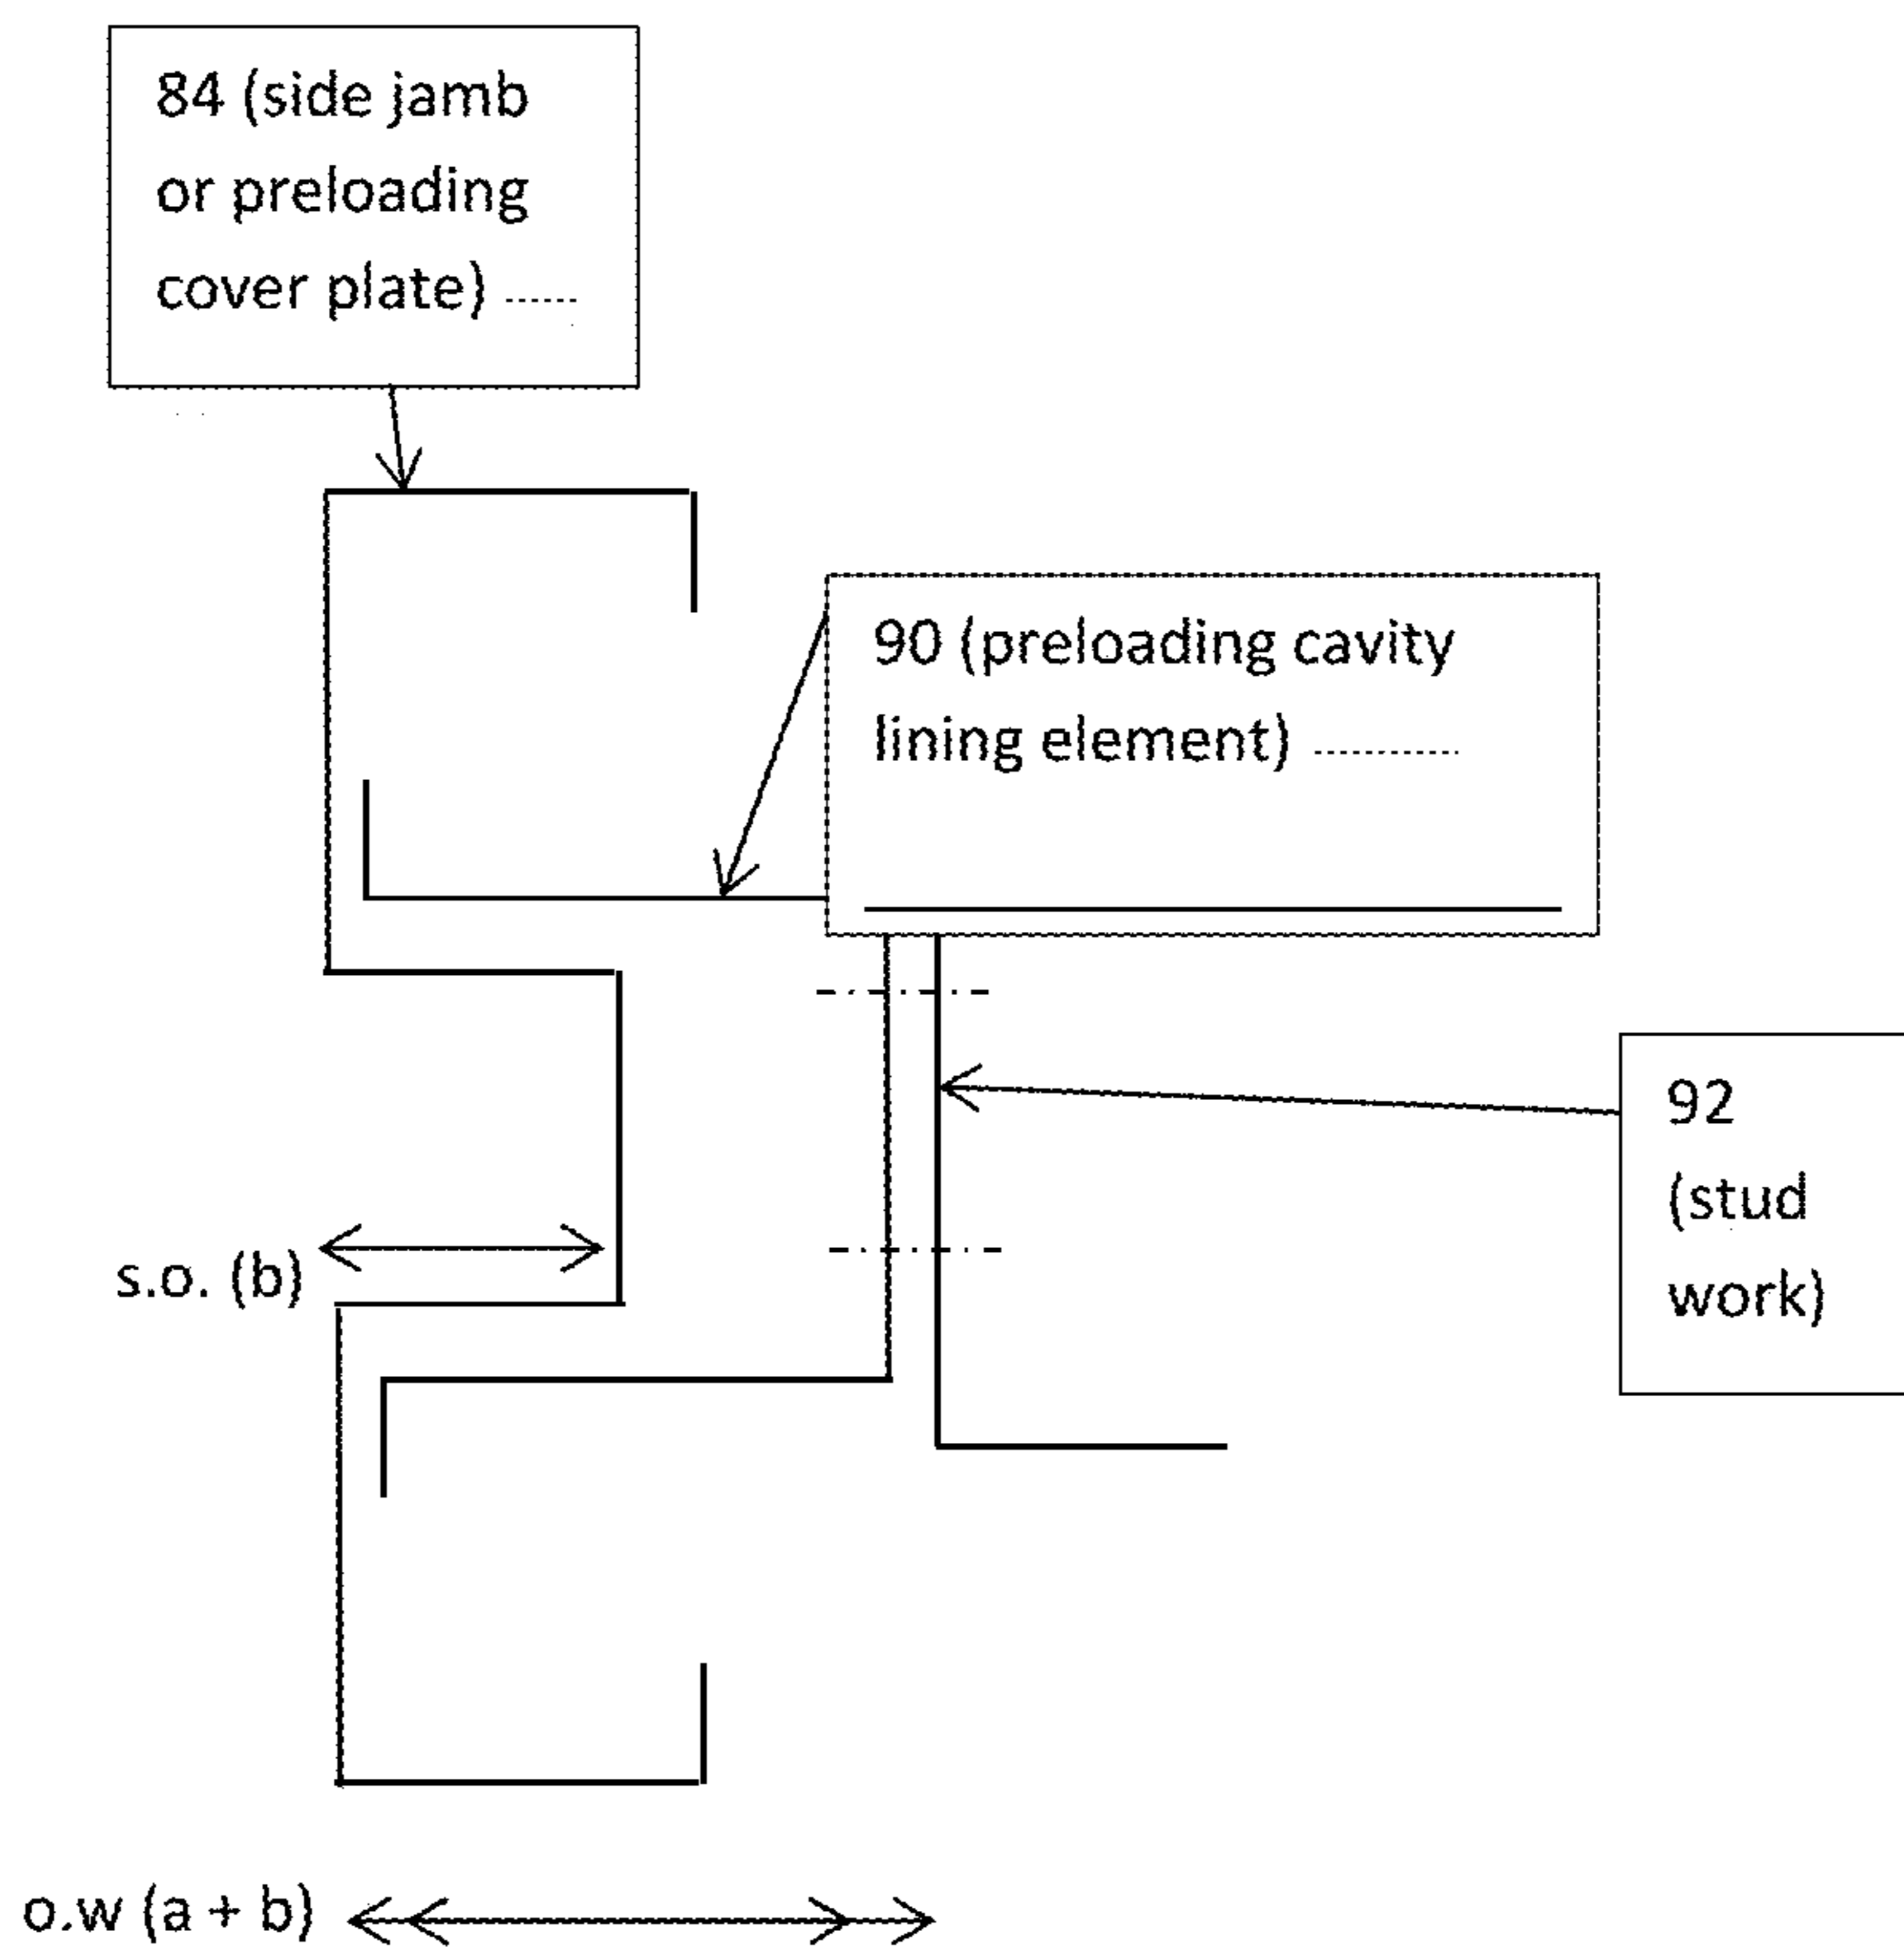 84 (side jamb
or preloading
cover plate)
90 (preloading cavity
lining element)
92
(stud
work)
s.o. (b)
o.w (a + b)